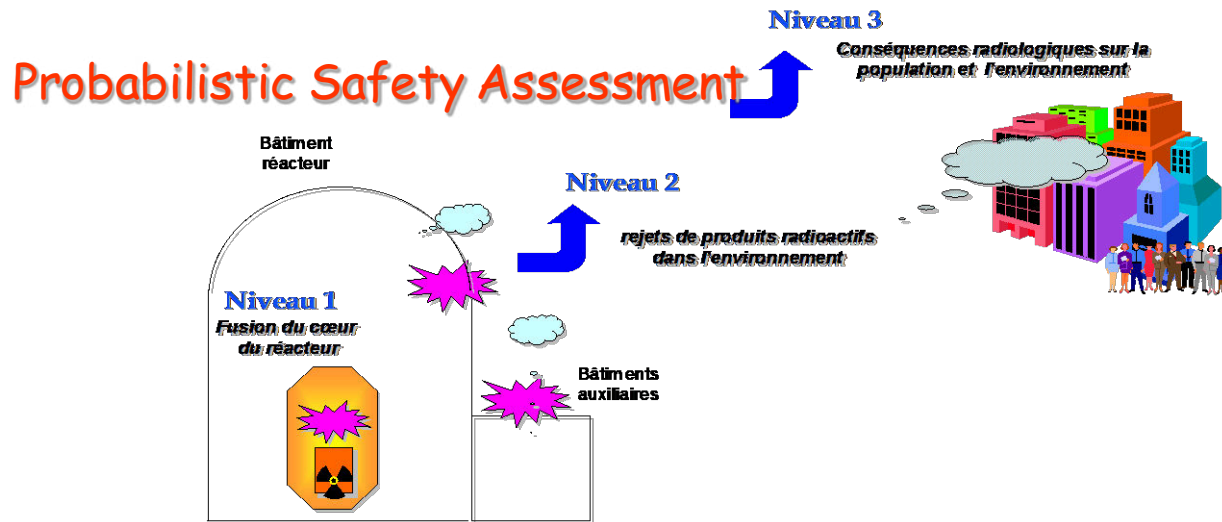 Niveau 3
Conséquences radiologiques sur la
population et l'environnement
Probabilistic Safety Assessment
Bâtiment
réacteur
Niveau 2
rejets de produits radioactifs
dans l'environnement
Niveau 1
Fusion du cœur
du réacteur
Bâtiments
auxiliaires